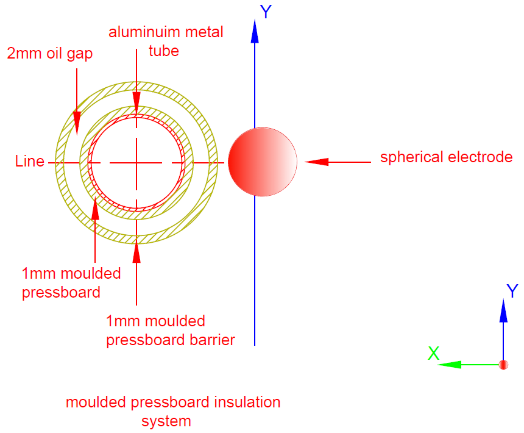 Y
aluminuim metal
tube
2mm oil gap
Line
spherical electrode
1mm moulded
pressboard
1mm moulded
pressboard barrier
Y
X
moulded pressboard insulation
system